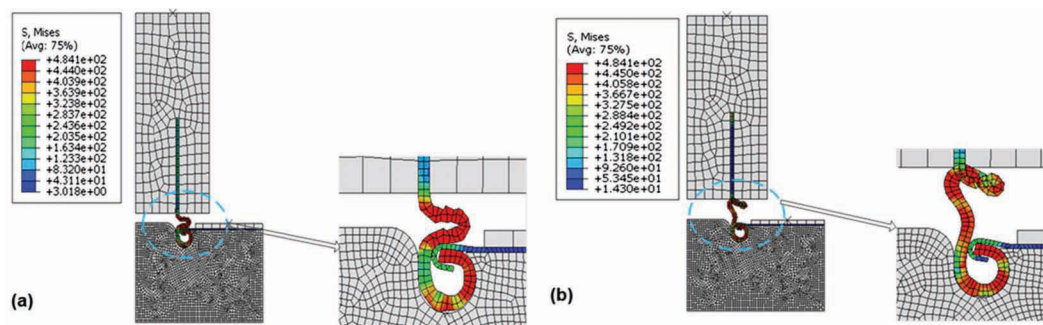 S, Mises
(Avg: 75%)
+4.841e+02
+4.440e+02
+4.039e+02
+3.639e+02
+3.238e+02
+2.837e+02
+2.436e+02
+2.035e+02
+1.634e+02
+1.233e+02
+8.320e+01
+4.311e+01
+3.018e+00
(a)
S, Mises
(Avg: 75%)
+4.841e+02
+4.450e+02
+4.058e+02
+3.667e+02
+3.275e+02
+2.884e+02
+2.492e+02
+2.101e+02
+1.709e+02
+1.318e+02
+9.260e+01
+5.345e+01
+1.430e+01
(b)